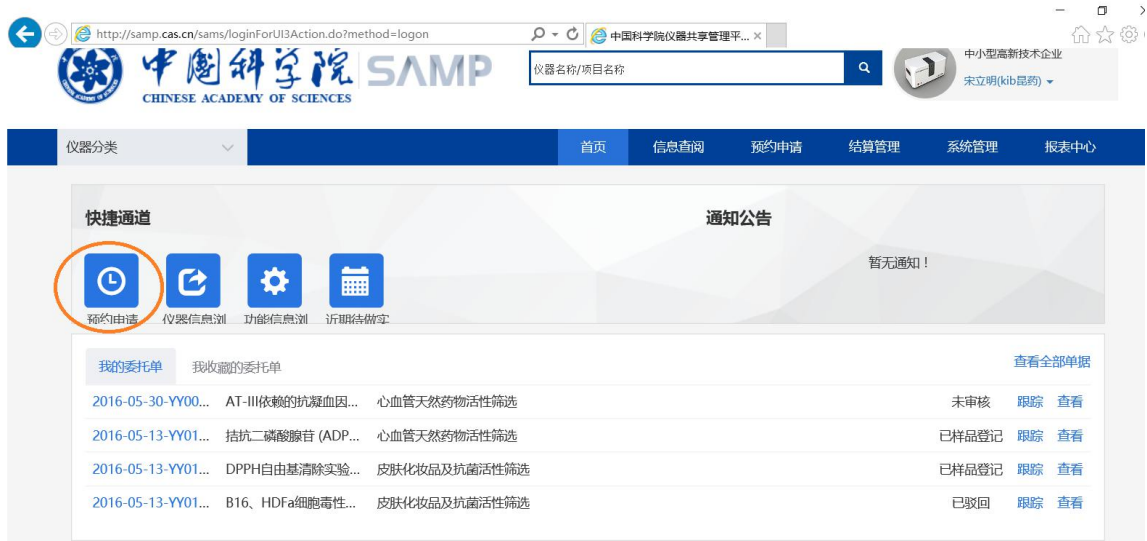 http://samp.cas.cn/sams/loginForUI3Action.do?method=logon
中国科学院仪器共享管理平... ×
中国科学院 SAMP
CHINESE ACADEMY OF SCIENCES
仪器名称/项目名称
中小型高新技术企业
宋立明(kib昆药)
仪器分类 首页 信息查阅 预约申请 结算管理 系统管理 报表中心
快捷通道 通知公告
暂无通知！
预约申请 仪器信息浏 功能信息浏 近期待做实
我的委托单 我收藏的委托单 查看全部单据
2016-05-30-YY00... AT-III依赖的抗凝血因... 心血管天然药物活性筛选 未审核 跟踪 查看
2016-05-13-YY01... 拮抗二磷酸腺苷 (ADP... 心血管天然药物活性筛选 已样品登记 跟踪 查看
2016-05-13-YY01... DPPH自由基清除实验... 皮肤化妆品及抗菌活性筛选 已样品登记 跟踪 查看
2016-05-13-YY01... B16、HDFa细胞毒性... 皮肤化妆品及抗菌活性筛选 已驳回 跟踪 查看